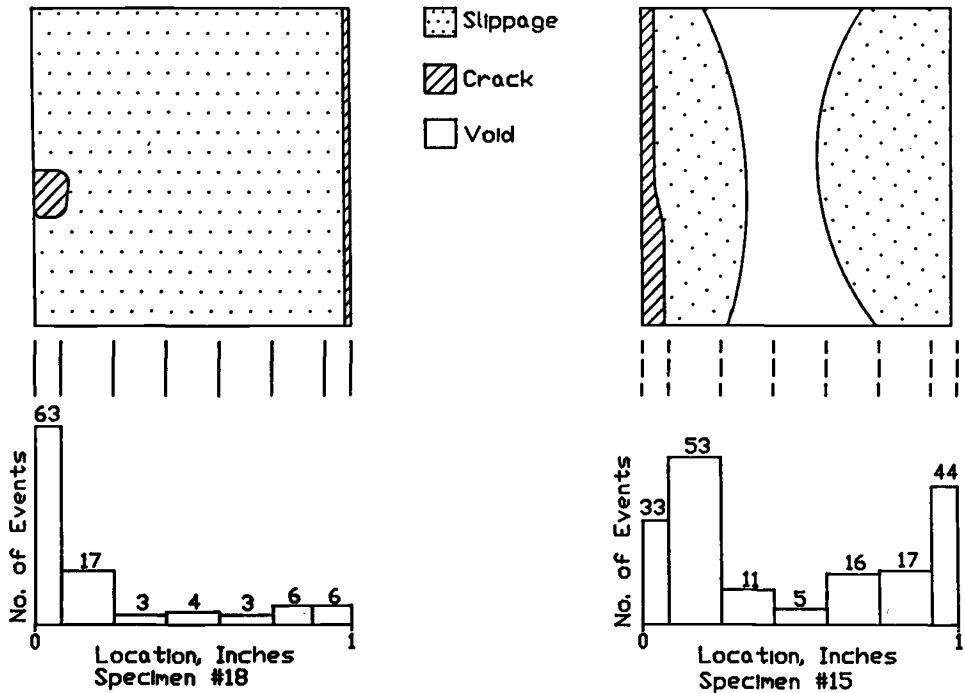 Slippage
Crack
Void
63
17
3
4
3
6
6
No. of Events
0
1
Location, Inches
Specimen #18
33
53
11
5
16
17
44
No. of Events
0
1
Location, Inches
Specimen #15